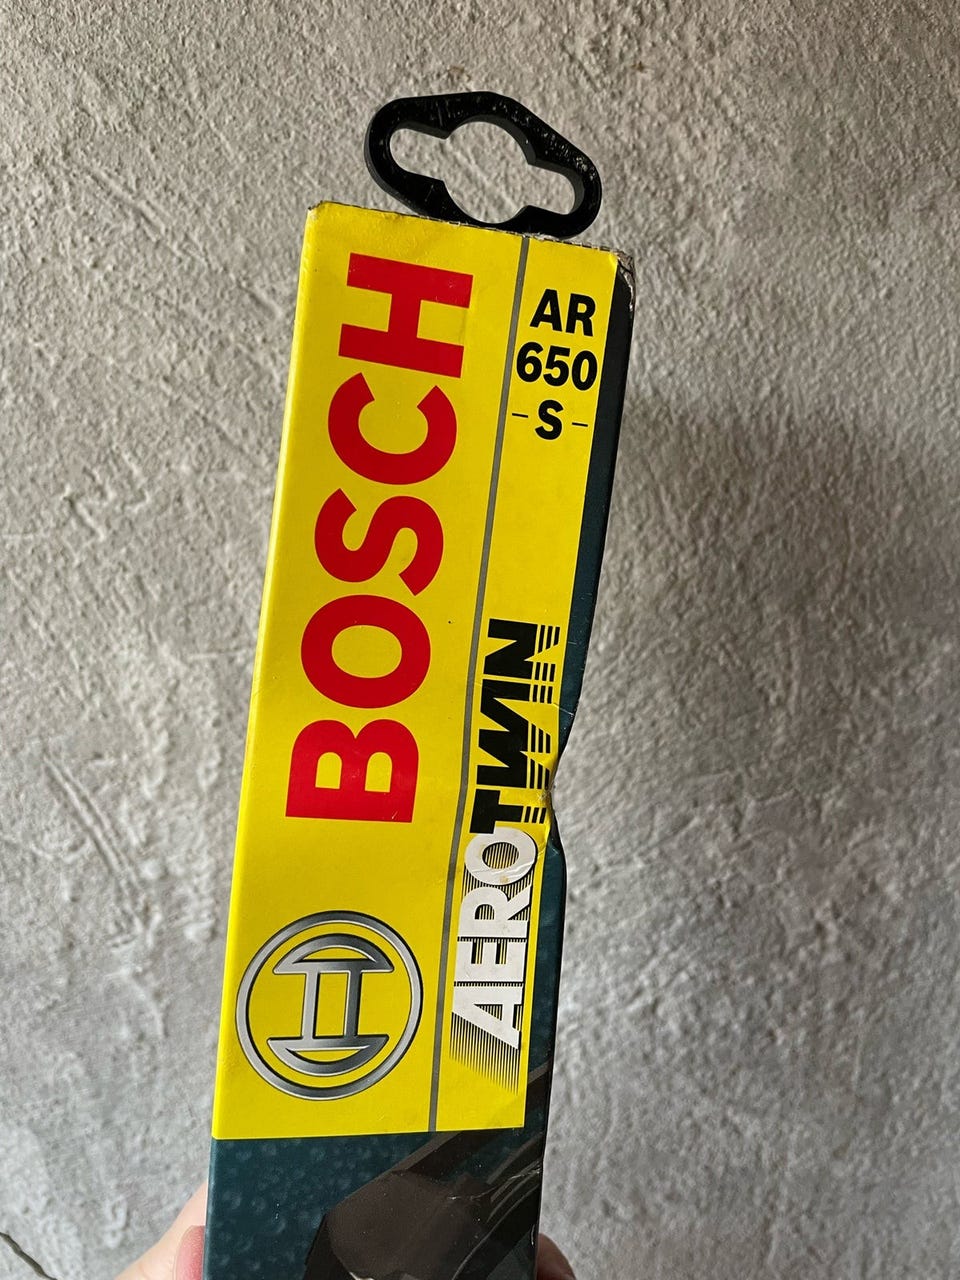 BOSCH
AR
650
-S-
AEROTWIN